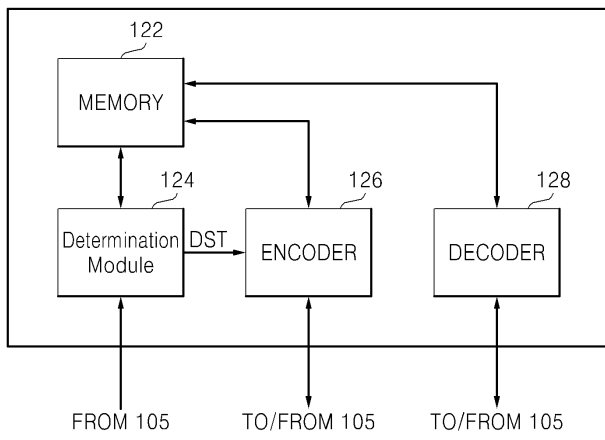 122
MEMORY
124
126
128
Determination
Module
DST
ENCODER
DECODER
FROM 105
TO/FROM 105
TO/FROM 105